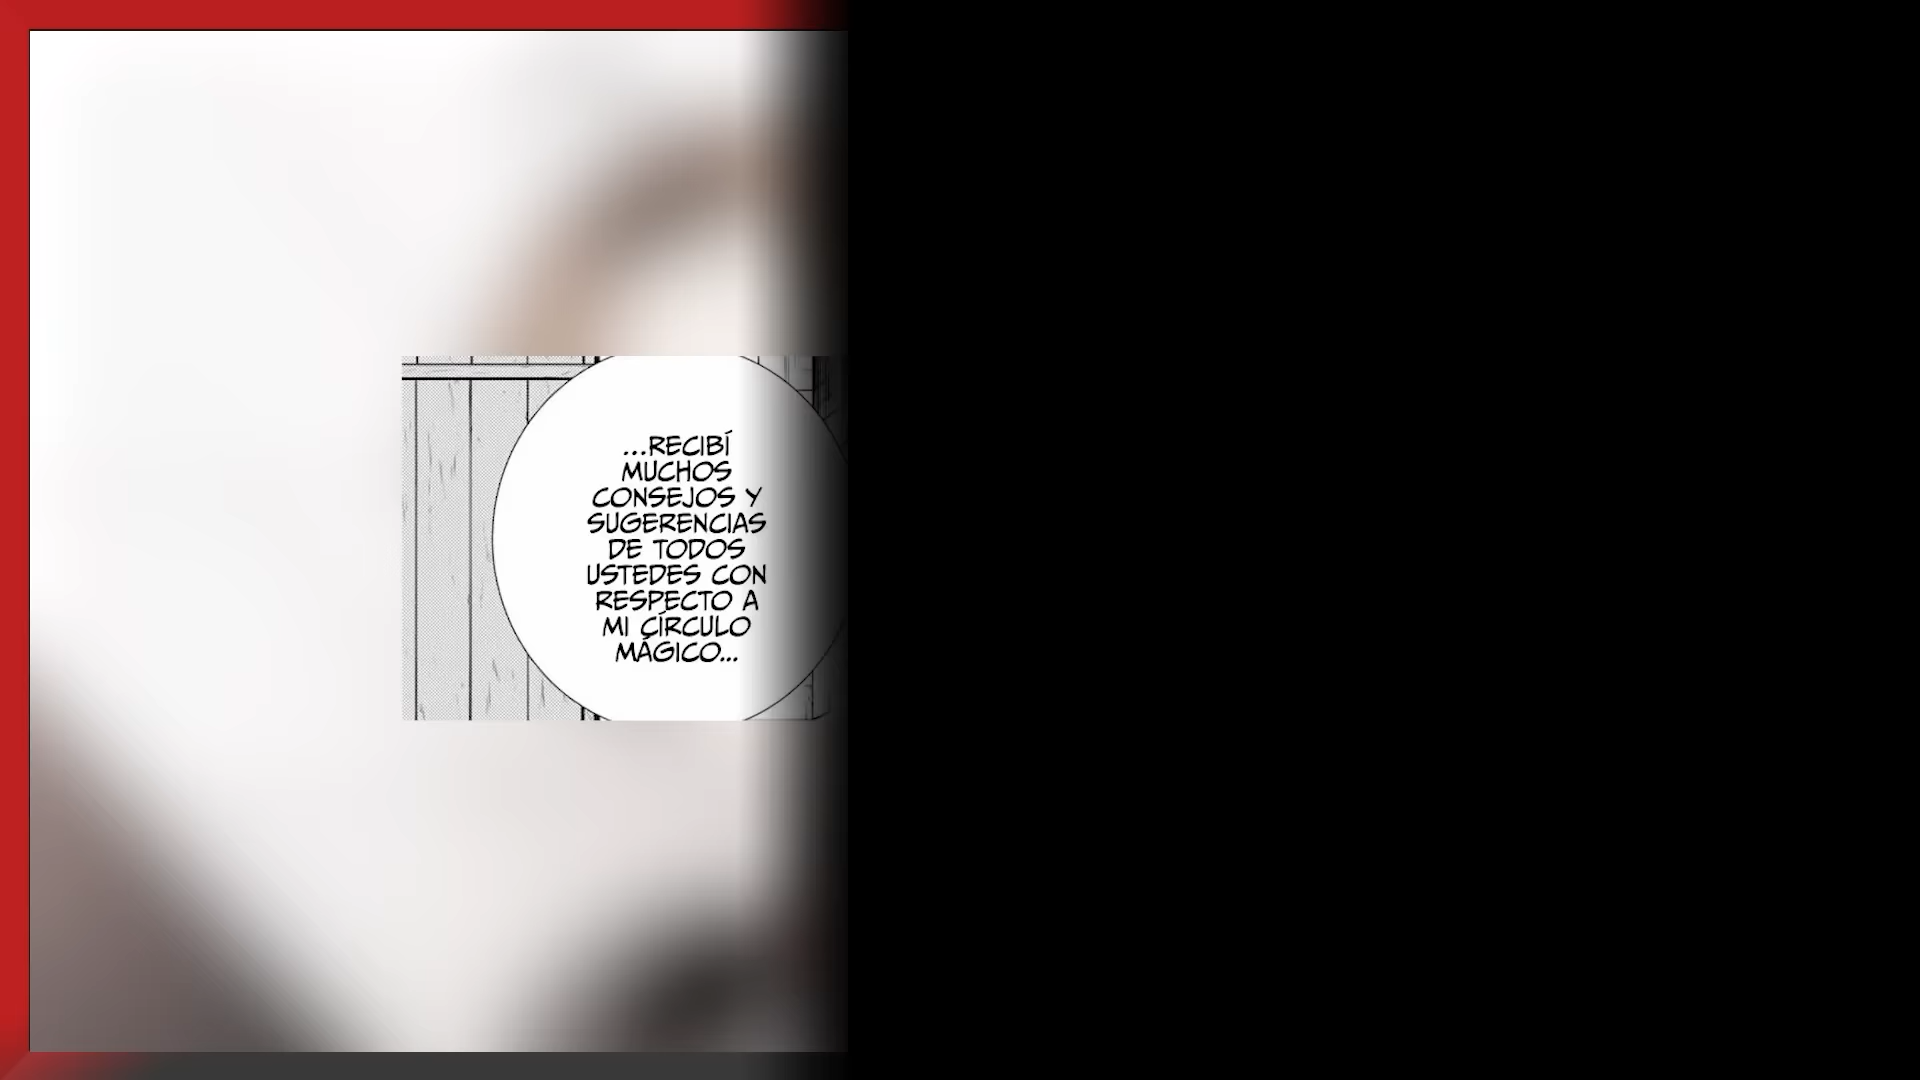 ...RECIBÍ
MUCHOS
CONSEJOS Y
SUGERENCIAS
DE TODOS
USTEDES CON
RESPECTO A
MI CÍRCULO
MÁGICO...